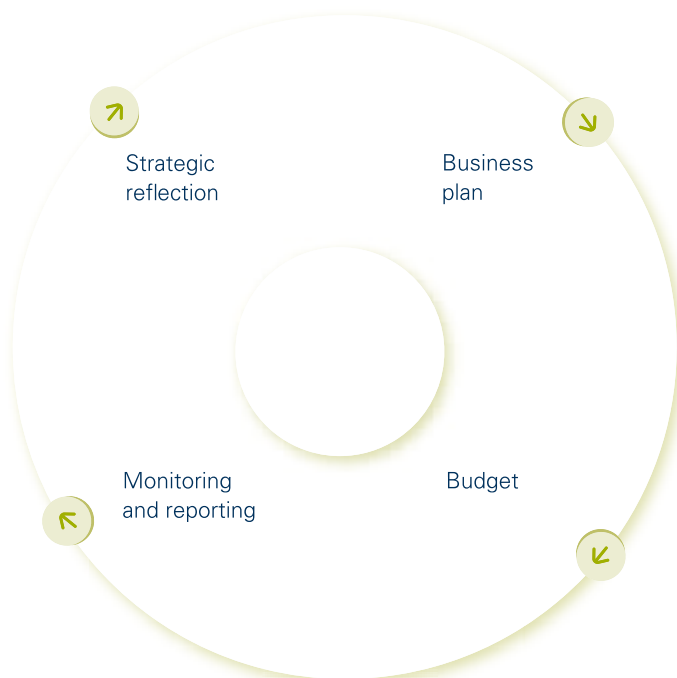 Strategic
reflection
Business
plan
Monitoring
and reporting
Budget